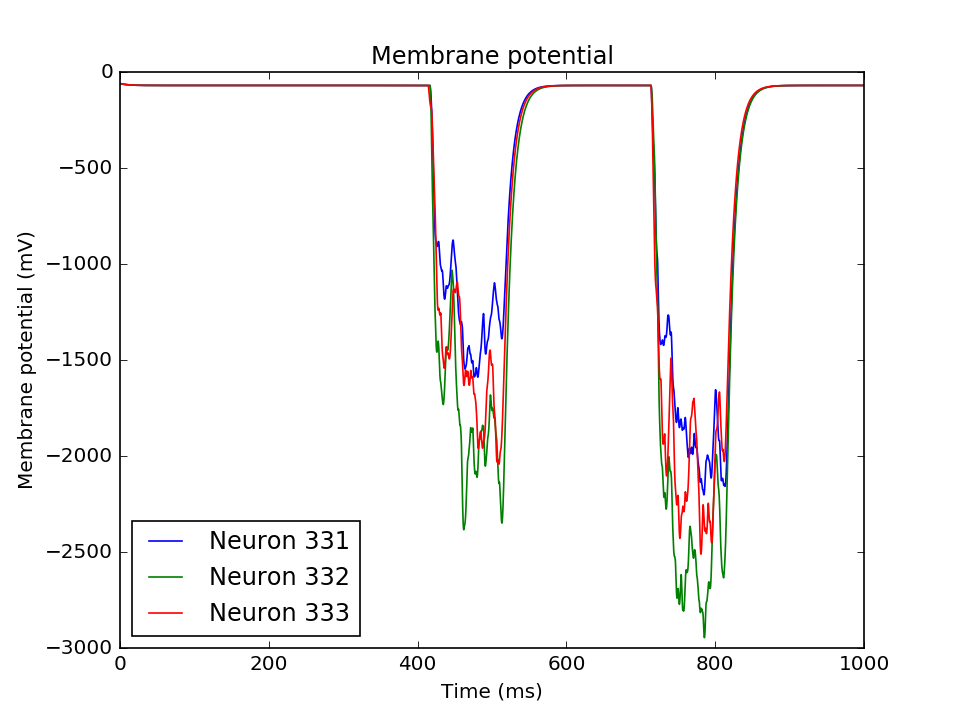 Membrane potential
0
−500
−1000
−1500
−2000
−2500
−3000
Membrane potential (mV)
Neuron 331
Neuron 332
Neuron 333
0 200 400 600 800 1000
Time (ms)